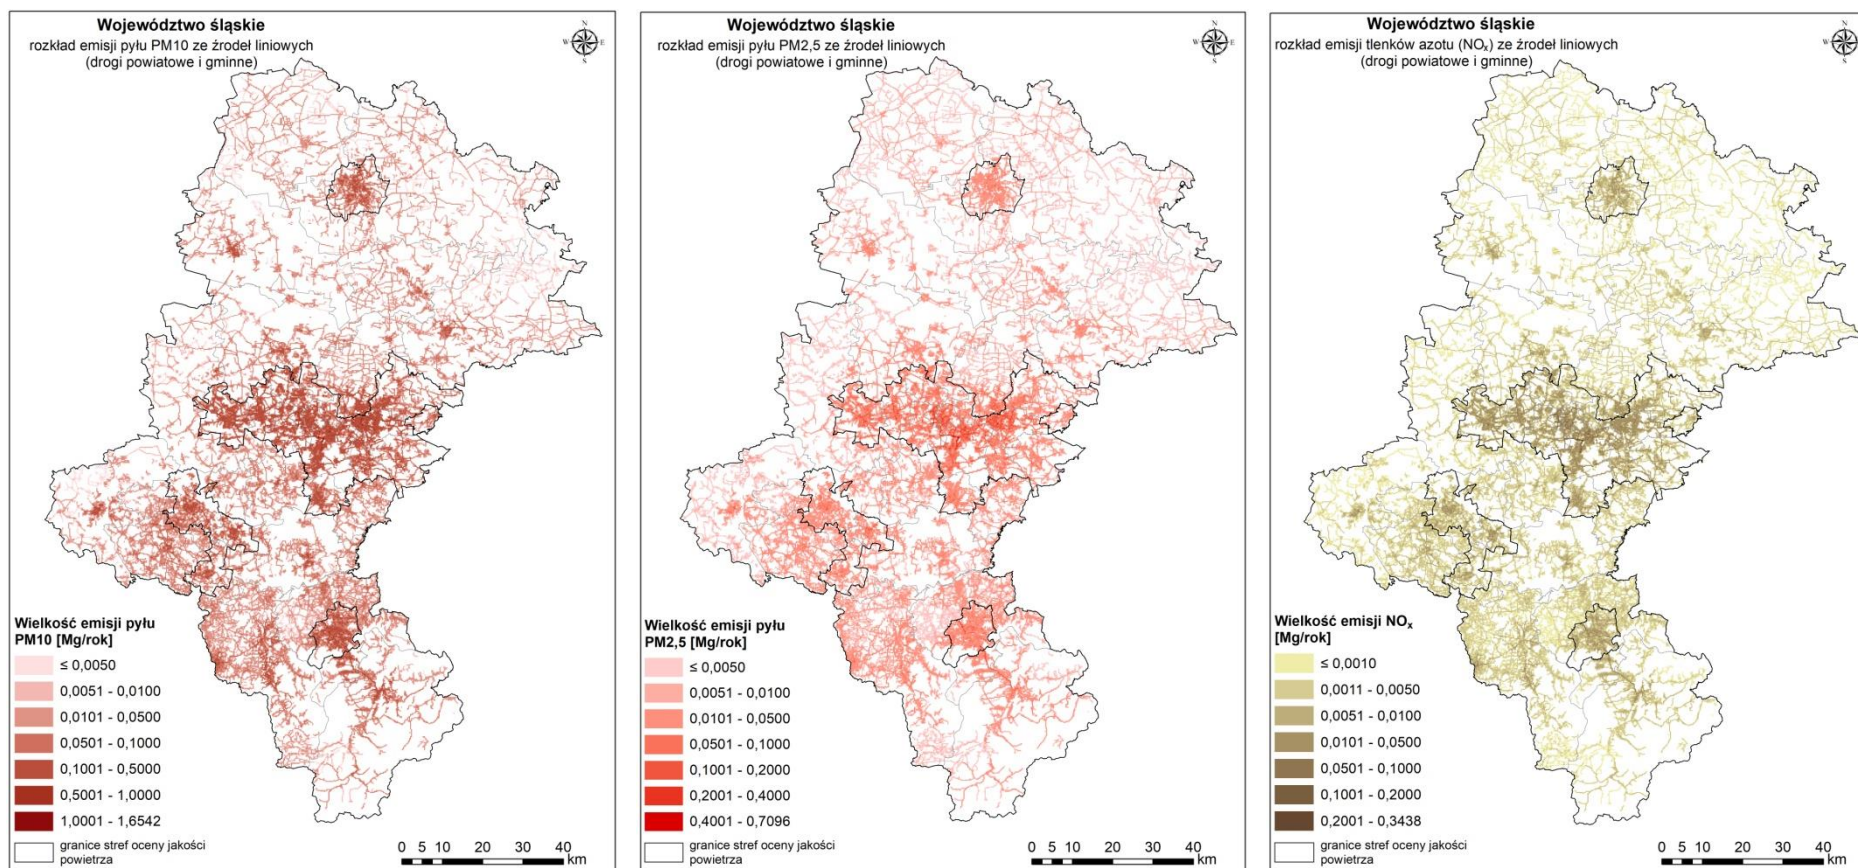 Województwo śląskie
rozkład emisji pyłu PM10 ze źrodeł liniowych
(drogi powiatowe i gminne)
N
W
E
S
Wielkość emisji pyłu
PM10 [Mg/rok]
≤ 0,0050
0,0051 - 0,0100
0,0101 - 0,0500
0,0501 - 0,1000
0,1001 - 0,5000
0,5001 - 1,0000
1,0001 - 1,6542
granice stref oceny jakości
powietrza
0 5 10 20 30 40
km
Województwo śląskie
rozkład emisji pyłu PM2,5 ze źrodeł liniowych
(drogi powiatowe i gminne)
N
W
E
S
Wielkość emisji pyłu
PM2,5 [Mg/rok]
≤ 0,0050
0,0051 - 0,0100
0,0101 - 0,0500
0,0501 - 0,1000
0,1001 - 0,2000
0,2001 - 0,4000
0,4001 - 0,7096
granice stref oceny jakości
powietrza
0 5 10 20 30 40
km
Województwo śląskie
rozkład emisji tlenków azotu (NOₓ) ze źrodeł liniowych
(drogi powiatowe i gminne)
N
W
E
S
Wielkość emisji NOₓ
[Mg/rok]
≤ 0,0010
0,0011 - 0,0050
0,0051 - 0,0100
0,0101 - 0,0500
0,0501 - 0,1000
0,1001 - 0,2000
0,2001 - 0,3438
granice stref oceny jakości
powietrza
0 5 10 20 30 40
km